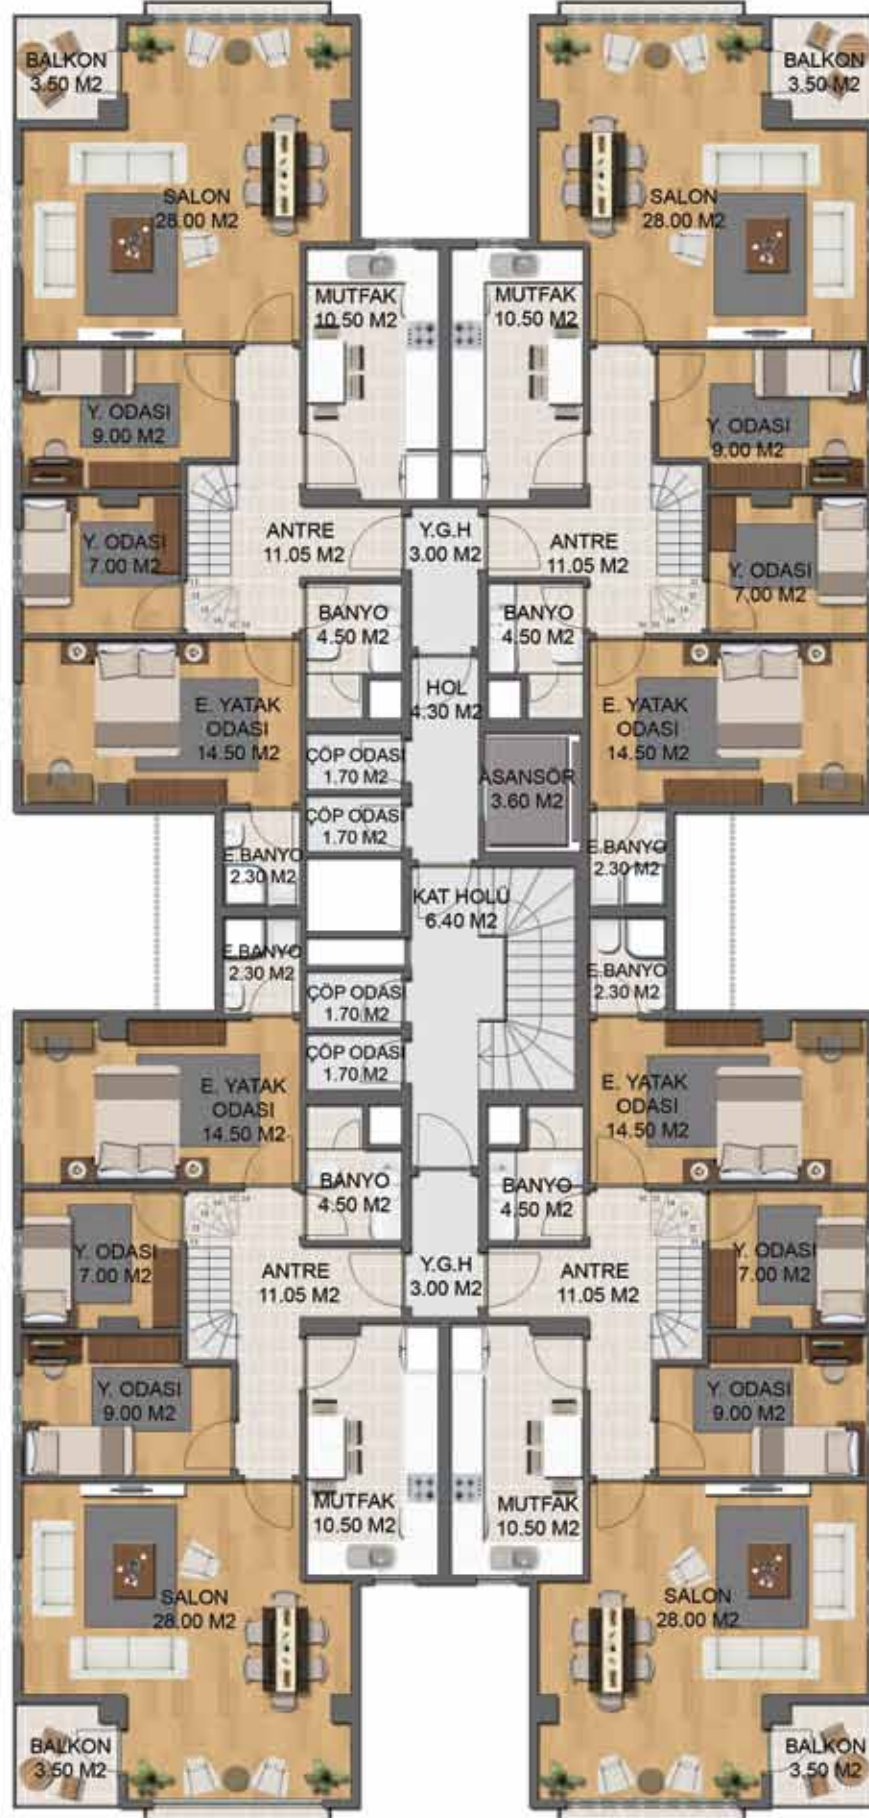 BALKON
3.50 M2
BALKON
3.50 M2
SALON
28.00 M2
SALON
28.00 M2
MUTFAK
10.50 M2
MUTFAK
10.50 M2
Y. ODASI
9.00 M2
Y. ODASI
9.00 M2
Y. ODASI
7.00 M2
ANTRE
11.05 M2
Y.G.H
3.00 M2
ANTRE
11.05 M2
Y. ODASI
7.00 M2
BANYO
4.50 M2
BANYO
4.50 M2
E. YATAK
ODASI
14.50 M2
HOL
4.30 M2
E. YATAK
ODASI
14.50 M2
ÇÖP ODASI
1.70 M2
ASANSÖR
3.60 M2
ÇÖP ODASI
1.70 M2
E.BANYO
2.30 M2
E.BANYO
2.30 M2
KAT HOLÜ
6.40 M2
E.BANYO
2.30 M2
E.BANYO
2.30 M2
ÇÖP ODASI
1.70 M2
ÇÖP ODASI
1.70 M2
E. YATAK
ODASI
14.50 M2
E. YATAK
ODASI
14.50 M2
BANYO
4.50 M2
BANYO
4.50 M2
Y. ODASI
7.00 M2
ANTRE
11.05 M2
Y.G.H
3.00 M2
ANTRE
11.05 M2
Y. ODASI
7.00 M2
Y. ODASI
9.00 M2
Y. ODASI
9.00 M2
MUTFAK
10.50 M2
MUTFAK
10.50 M2
SALON
28.00 M2
SALON
28.00 M2
BALKON
3.50 M2
BALKON
3.50 M2